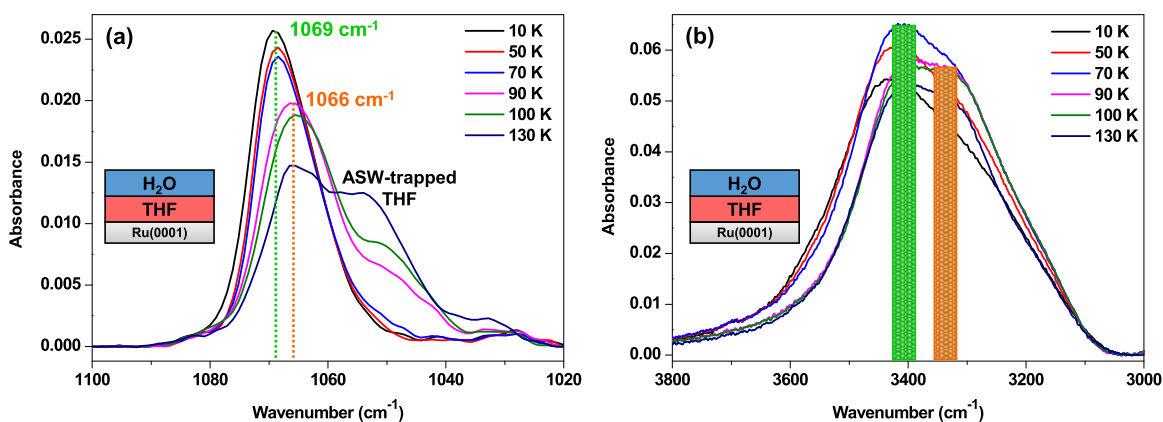 (a)
1069 cm-1
1066 cm-1
10 K
50 K
70 K
90 K
100 K
130 K
ASW-trapped
THF
H2O
THF
Ru(0001)
0.025
0.020
0.015
0.010
0.005
0.000
Absorbance
1100
1080
1060
1040
1020
Wavenumber (cm-1)
(b)
10 K
50 K
70 K
90 K
100 K
130 K
H2O
THF
Ru(0001)
0.06
0.05
0.04
0.03
0.02
0.01
0.00
Absorbance
3800
3600
3400
3200
3000
Wavenumber (cm-1)